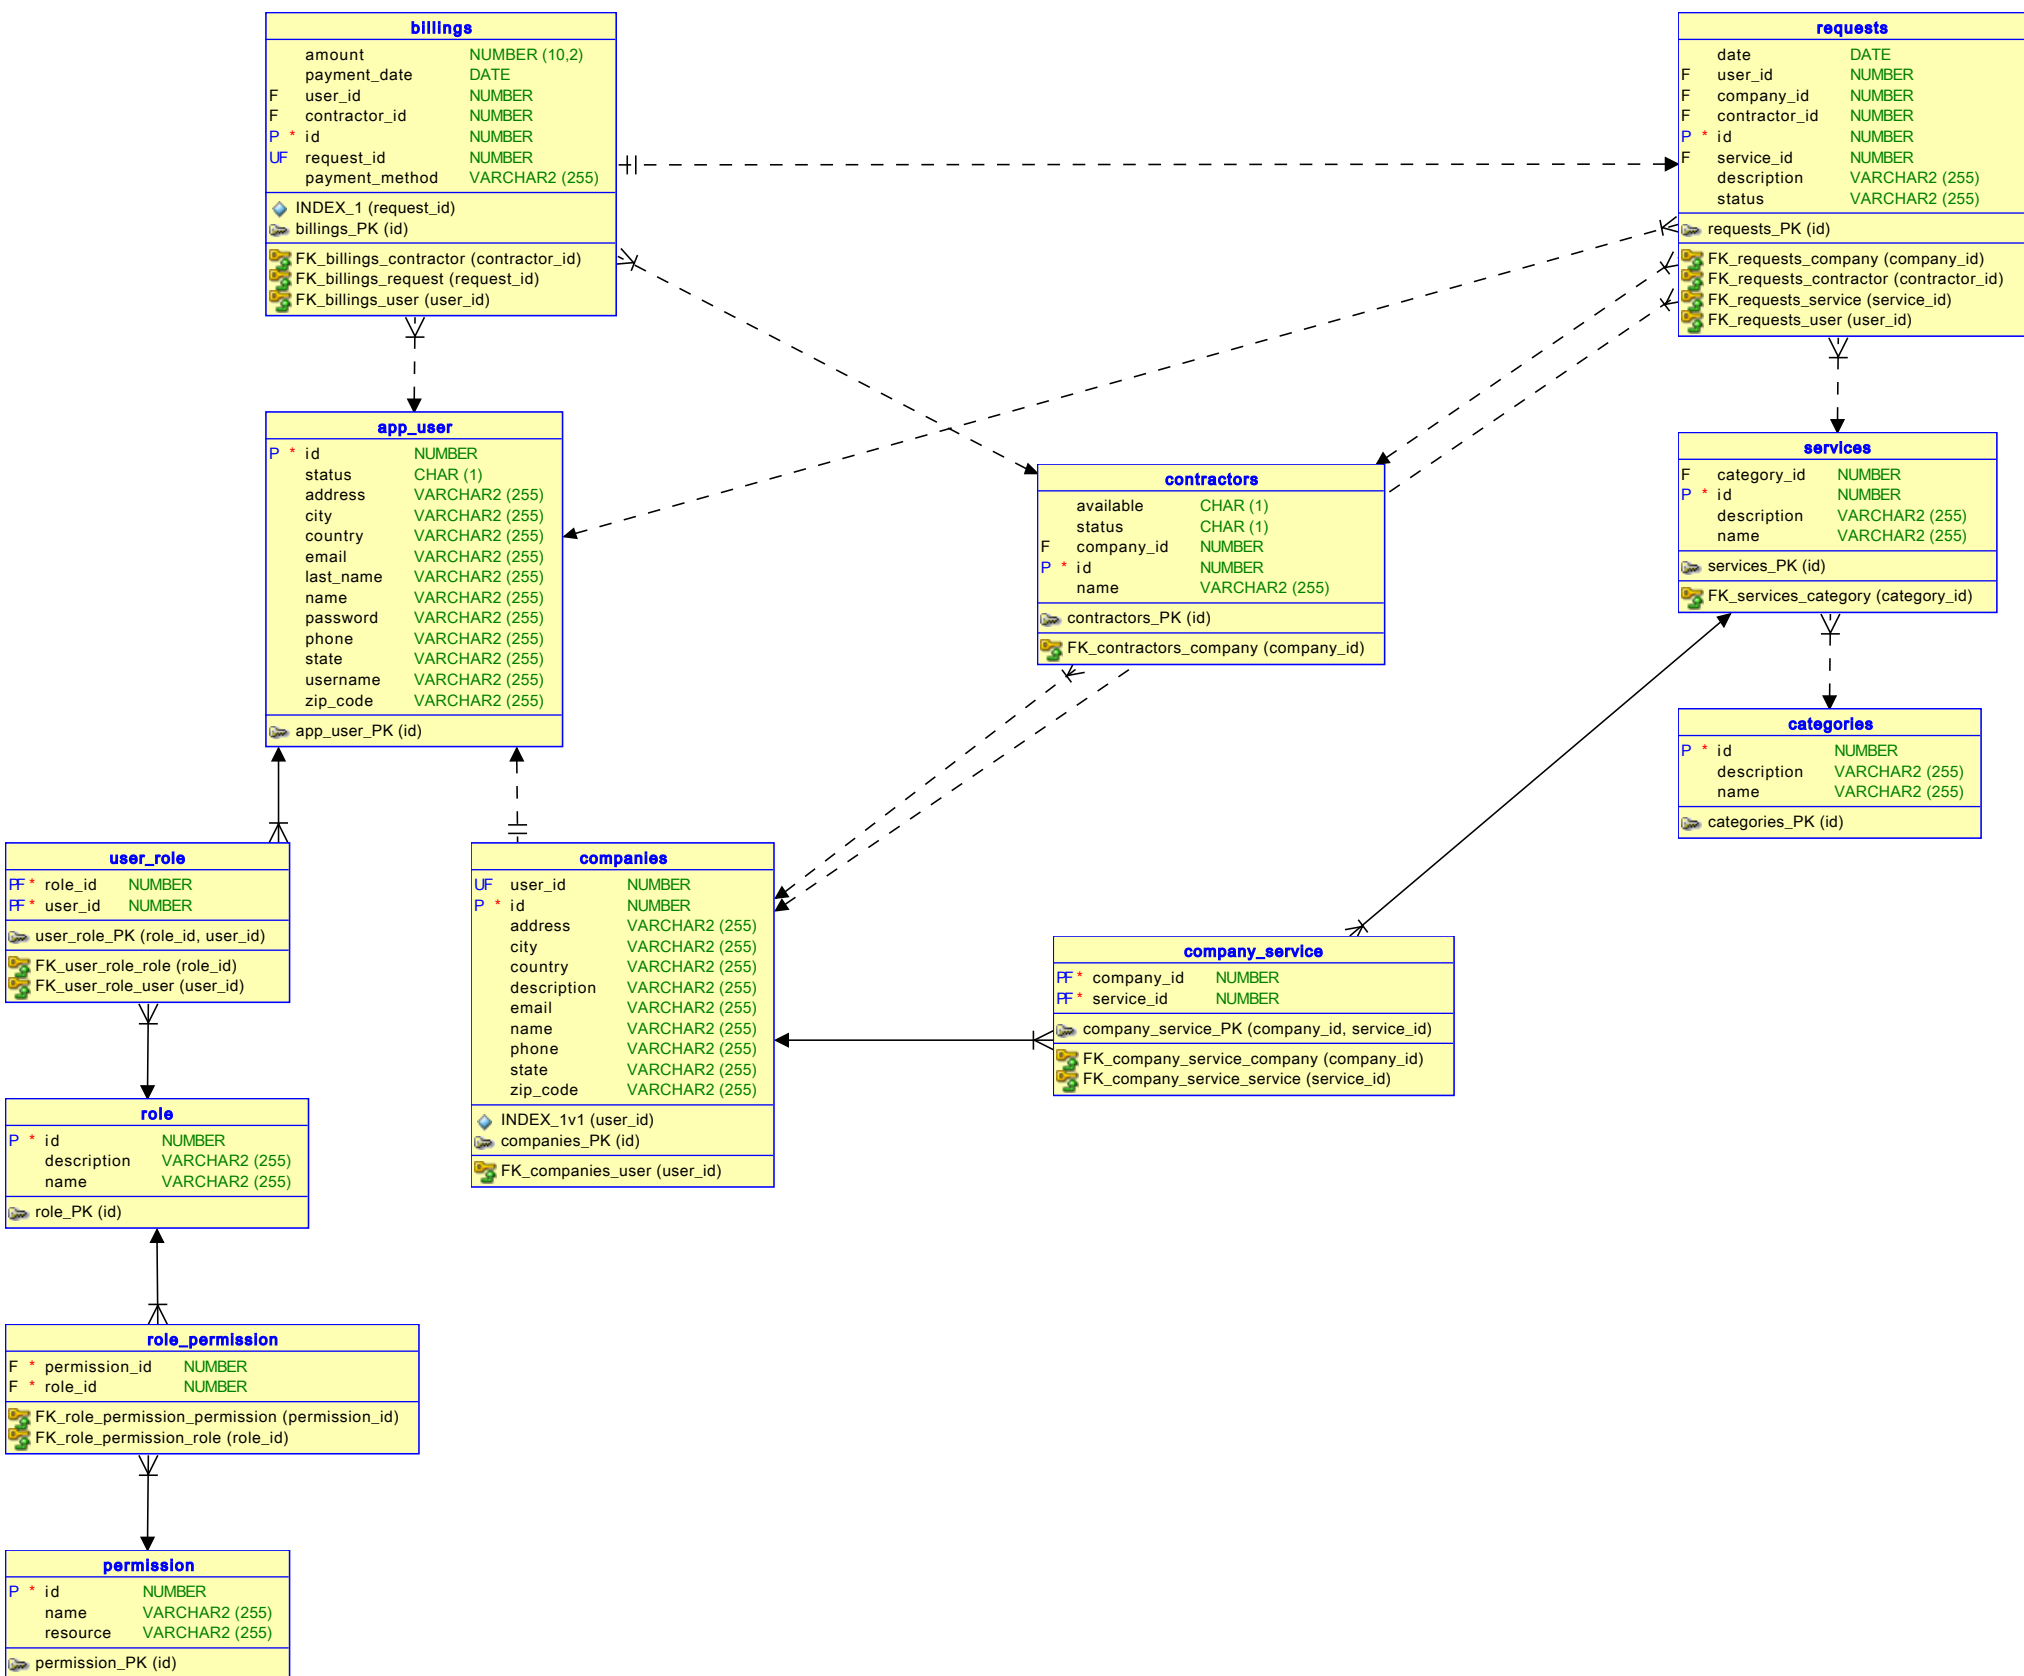 billings
amount NUMBER (10,2)
payment_date DATE
F user_id NUMBER
F contractor_id NUMBER
P * id NUMBER
UF request_id NUMBER
payment_method VARCHAR2 (255)
INDEX_1 (request_id)
billings_PK (id)
FK_billings_contractor (contractor_id)
FK_billings_request (request_id)
FK_billings_user (user_id)
requests
date DATE
F user_id NUMBER
F company_id NUMBER
F contractor_id NUMBER
P * id NUMBER
F service_id NUMBER
description VARCHAR2 (255)
status VARCHAR2 (255)
requests_PK (id)
FK_requests_company (company_id)
FK_requests_contractor (contractor_id)
FK_requests_service (service_id)
FK_requests_user (user_id)
app_user
P * id NUMBER
status CHAR (1)
address VARCHAR2 (255)
city VARCHAR2 (255)
country VARCHAR2 (255)
email VARCHAR2 (255)
last_name VARCHAR2 (255)
name VARCHAR2 (255)
password VARCHAR2 (255)
phone VARCHAR2 (255)
state VARCHAR2 (255)
username VARCHAR2 (255)
zip_code VARCHAR2 (255)
app_user_PK (id)
contractors
available CHAR (1)
status CHAR (1)
F company_id NUMBER
P * id NUMBER
name VARCHAR2 (255)
contractors_PK (id)
FK_contractors_company (company_id)
services
F category_id NUMBER
P * id NUMBER
description VARCHAR2 (255)
name VARCHAR2 (255)
services_PK (id)
FK_services_category (category_id)
categories
P * id NUMBER
description VARCHAR2 (255)
name VARCHAR2 (255)
categories_PK (id)
user_role
PF * role_id NUMBER
PF * user_id NUMBER
user_role_PK (role_id, user_id)
FK_user_role_role (role_id)
FK_user_role_user (user_id)
companies
UF user_id NUMBER
P * id NUMBER
address VARCHAR2 (255)
city VARCHAR2 (255)
country VARCHAR2 (255)
description VARCHAR2 (255)
email VARCHAR2 (255)
name VARCHAR2 (255)
phone VARCHAR2 (255)
state VARCHAR2 (255)
zip_code VARCHAR2 (255)
INDEX_1v1 (user_id)
companies_PK (id)
FK_companies_user (user_id)
company_service
PF * company_id NUMBER
PF * service_id NUMBER
company_service_PK (company_id, service_id)
FK_company_service_company (company_id)
FK_company_service_service (service_id)
role
P * id NUMBER
description VARCHAR2 (255)
name VARCHAR2 (255)
role_PK (id)
role_permission
F * permission_id NUMBER
F * role_id NUMBER
FK_role_permission_permission (permission_id)
FK_role_permission_role (role_id)
permission
P * id NUMBER
name VARCHAR2 (255)
resource VARCHAR2 (255)
permission_PK (id)